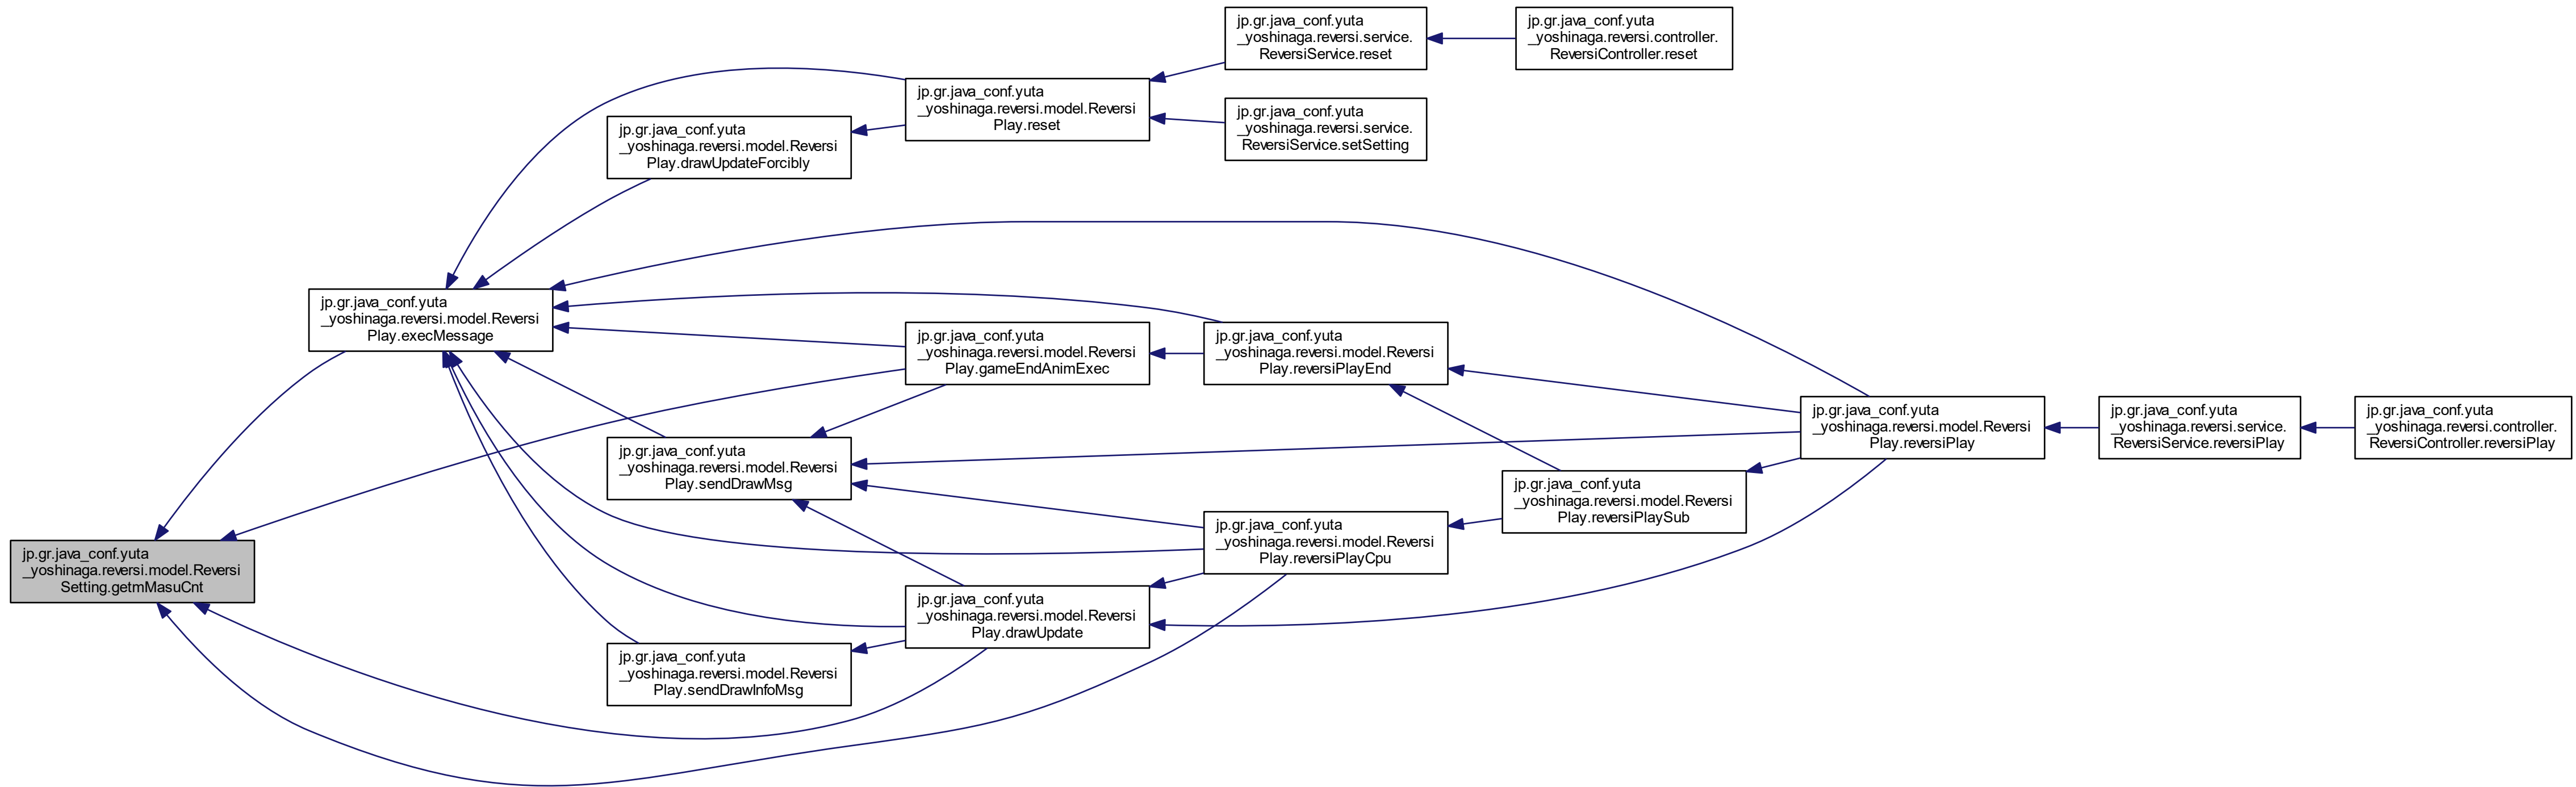 jp.gr.java_conf.yuta
_yoshinaga.reversi.service.
ReversiService.reset
jp.gr.java_conf.yuta
_yoshinaga.reversi.controller.
ReversiController.reset
jp.gr.java_conf.yuta
_yoshinaga.reversi.model.Reversi
Play.reset
jp.gr.java_conf.yuta
_yoshinaga.reversi.service.
ReversiService.setSetting
jp.gr.java_conf.yuta
_yoshinaga.reversi.model.Reversi
Play.drawUpdateForcibly
jp.gr.java_conf.yuta
_yoshinaga.reversi.model.Reversi
Play.execMessage
jp.gr.java_conf.yuta
_yoshinaga.reversi.model.Reversi
Play.gameEndAnimExec
jp.gr.java_conf.yuta
_yoshinaga.reversi.model.Reversi
Play.reversiPlayEnd
jp.gr.java_conf.yuta
_yoshinaga.reversi.model.Reversi
Play.reversiPlay
jp.gr.java_conf.yuta
_yoshinaga.reversi.service.
ReversiService.reversiPlay
jp.gr.java_conf.yuta
_yoshinaga.reversi.controller.
ReversiController.reversiPlay
jp.gr.java_conf.yuta
_yoshinaga.reversi.model.Reversi
Play.sendDrawMsg
jp.gr.java_conf.yuta
_yoshinaga.reversi.model.Reversi
Play.reversiPlaySub
jp.gr.java_conf.yuta
_yoshinaga.reversi.model.Reversi
Play.reversiPlayCpu
jp.gr.java_conf.yuta
_yoshinaga.reversi.model.Reversi
Setting.getmMasuCnt
jp.gr.java_conf.yuta
_yoshinaga.reversi.model.Reversi
Play.drawUpdate
jp.gr.java_conf.yuta
_yoshinaga.reversi.model.Reversi
Play.sendDrawInfoMsg